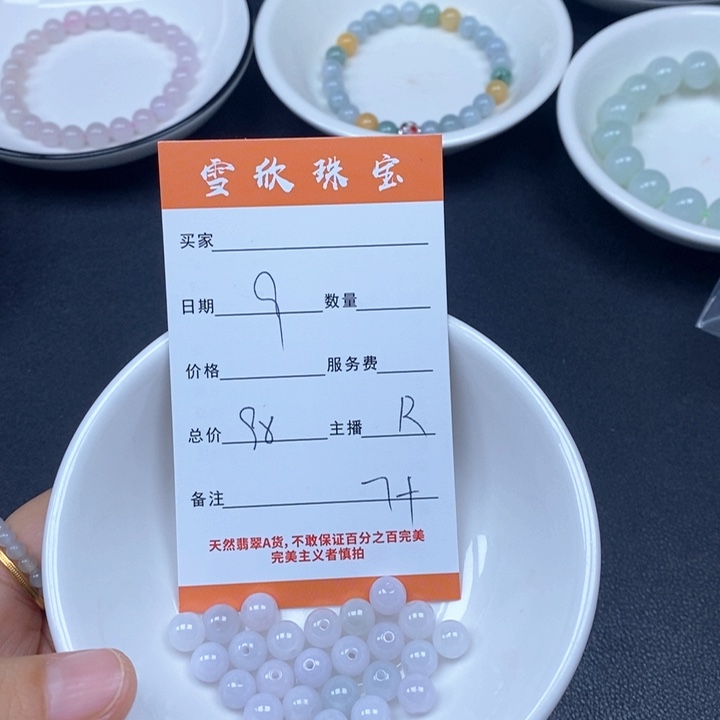 雪欣珠宝
买家
日期 9 数量
价格 服务费
总价 98 主播 R
备注 7+
天然翡翠A货,不敢保证百分之百完美
完美主义者慎拍